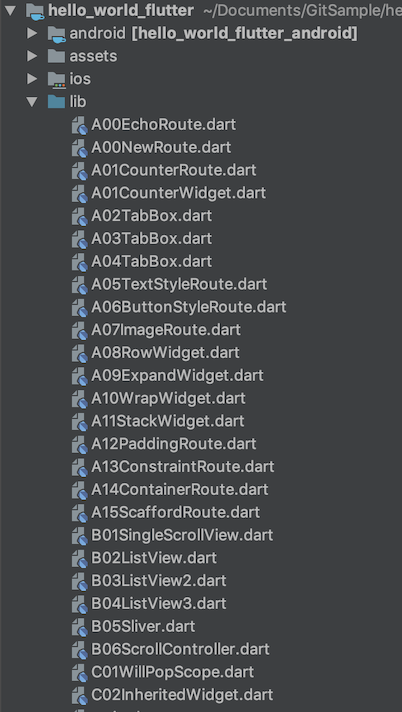 hello_world_flutter ~/Documents/GitSample/he
android [hello_world_flutter_android]
assets
ios
lib
A00EchoRoute.dart
A00NewRoute.dart
A01CounterRoute.dart
A01CounterWidget.dart
A02TabBox.dart
A03TabBox.dart
A04TabBox.dart
A05TextStyleRoute.dart
A06ButtonStyleRoute.dart
A07ImageRoute.dart
A08RowWidget.dart
A09ExpandWidget.dart
A10WrapWidget.dart
A11StackWidget.dart
A12PaddingRoute.dart
A13ConstraintRoute.dart
A14ContainerRoute.dart
A15ScaffordRoute.dart
B01SingleScrollView.dart
B02ListView.dart
B03ListView2.dart
B04ListView3.dart
B05Sliver.dart
B06ScrollController.dart
C01WillPopScope.dart
C02InheritedWidget.dart